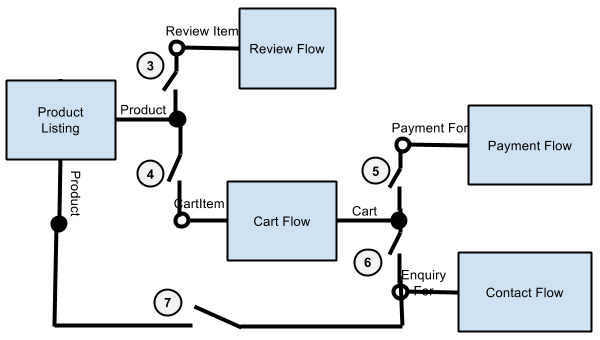 Review Item
Review Flow
3
Product
Listing
Product
Payment For
Payment Flow
4
5
Product
CartItem
Cart Flow
Cart
6
Enquiry
For
Contact Flow
7